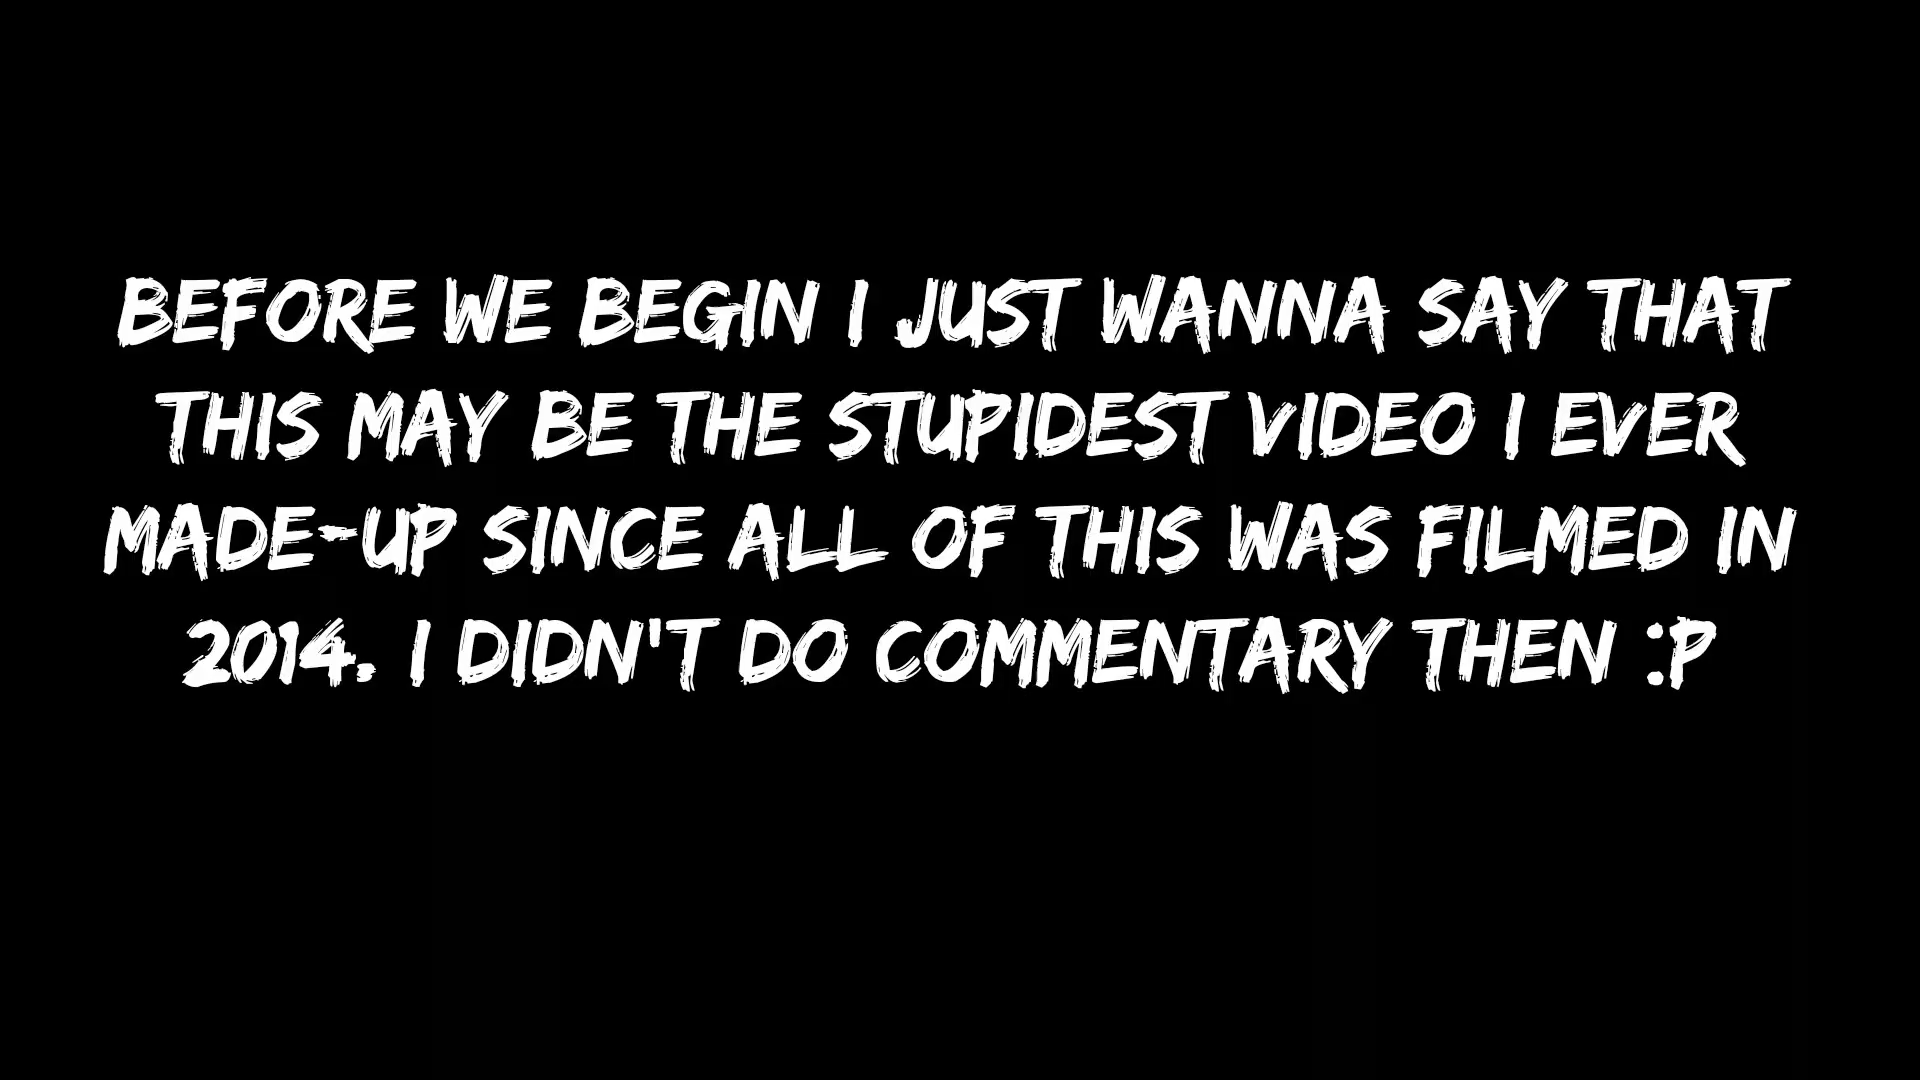 BEFORE WE BEGIN I JUST WANNA SAY THAT
THIS MAY BE THE STUPIDEST VIDEO I EVER
MADE-UP SINCE ALL OF THIS WAS FILMED IN
2014. I DIDN'T DO COMMENTARY THEN :P